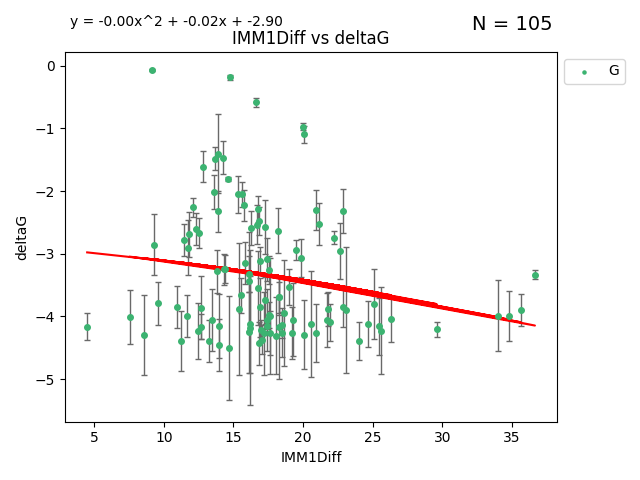 y = -0.00x^2 + -0.02x + -2.90
N = 105
IMM1Diff vs deltaG
G
0
−1
−2
−3
−4
−5
deltaG
5 10 15 20 25 30 35
IMM1Diff